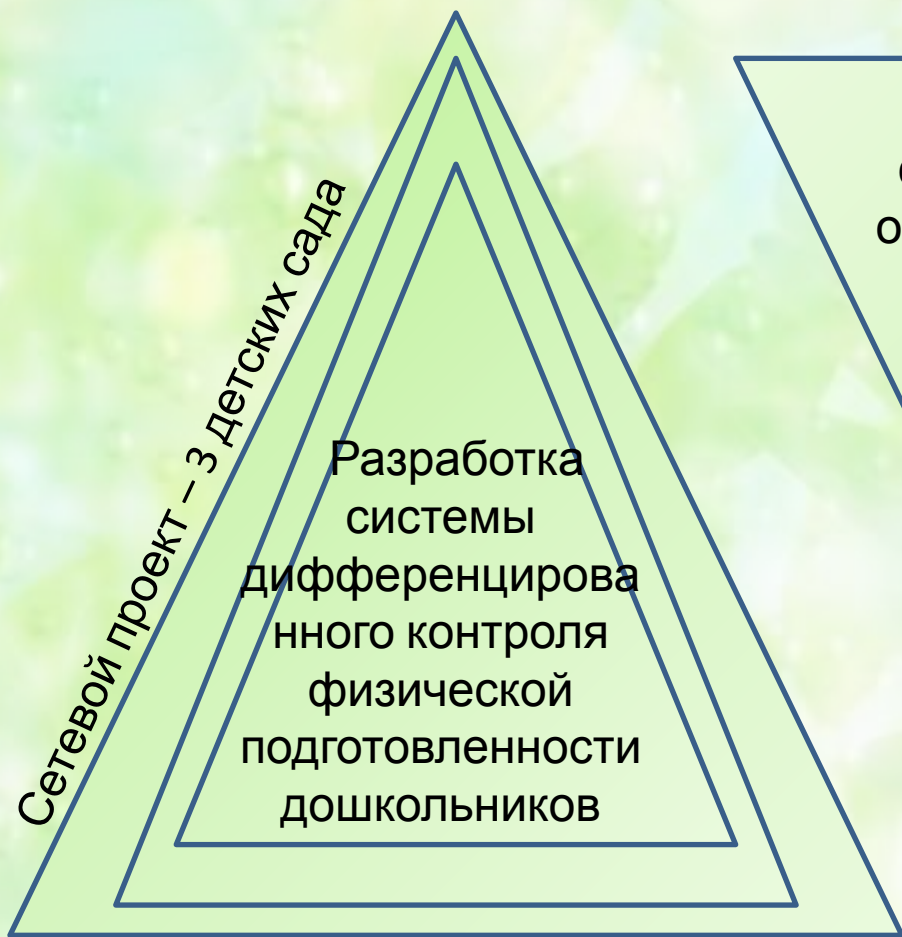 Сетевой проект – 3 детских сада
Разработка
системы
дифференцирова
нного контроля
физической
подготовленности
дошкольников